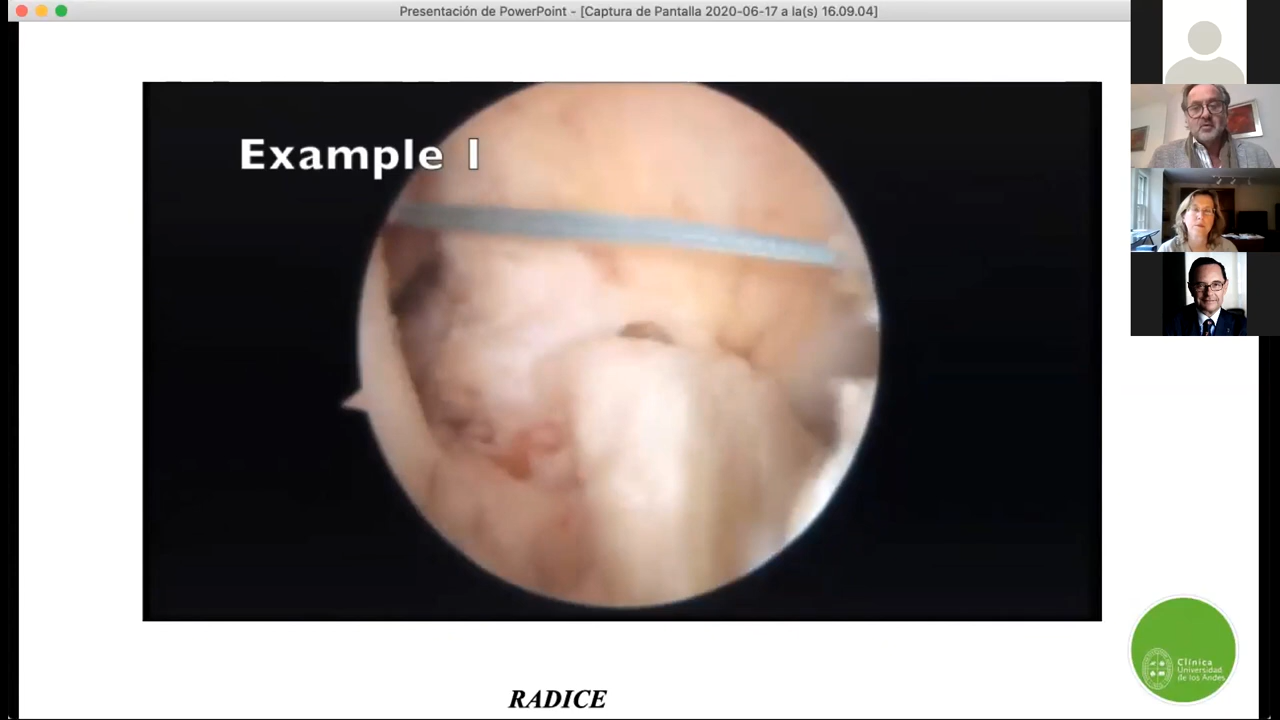 Presentación de PowerPoint - [Captura de Pantalla 2020-06-17 a la(s) 16.09.04]
Example 1
Clínica
Universidad
de los Andes
RADICE